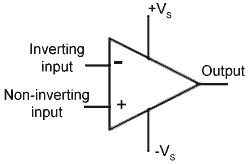 +Vs
Inverting
input
-
Output
Non-inverting
input
+
-Vs